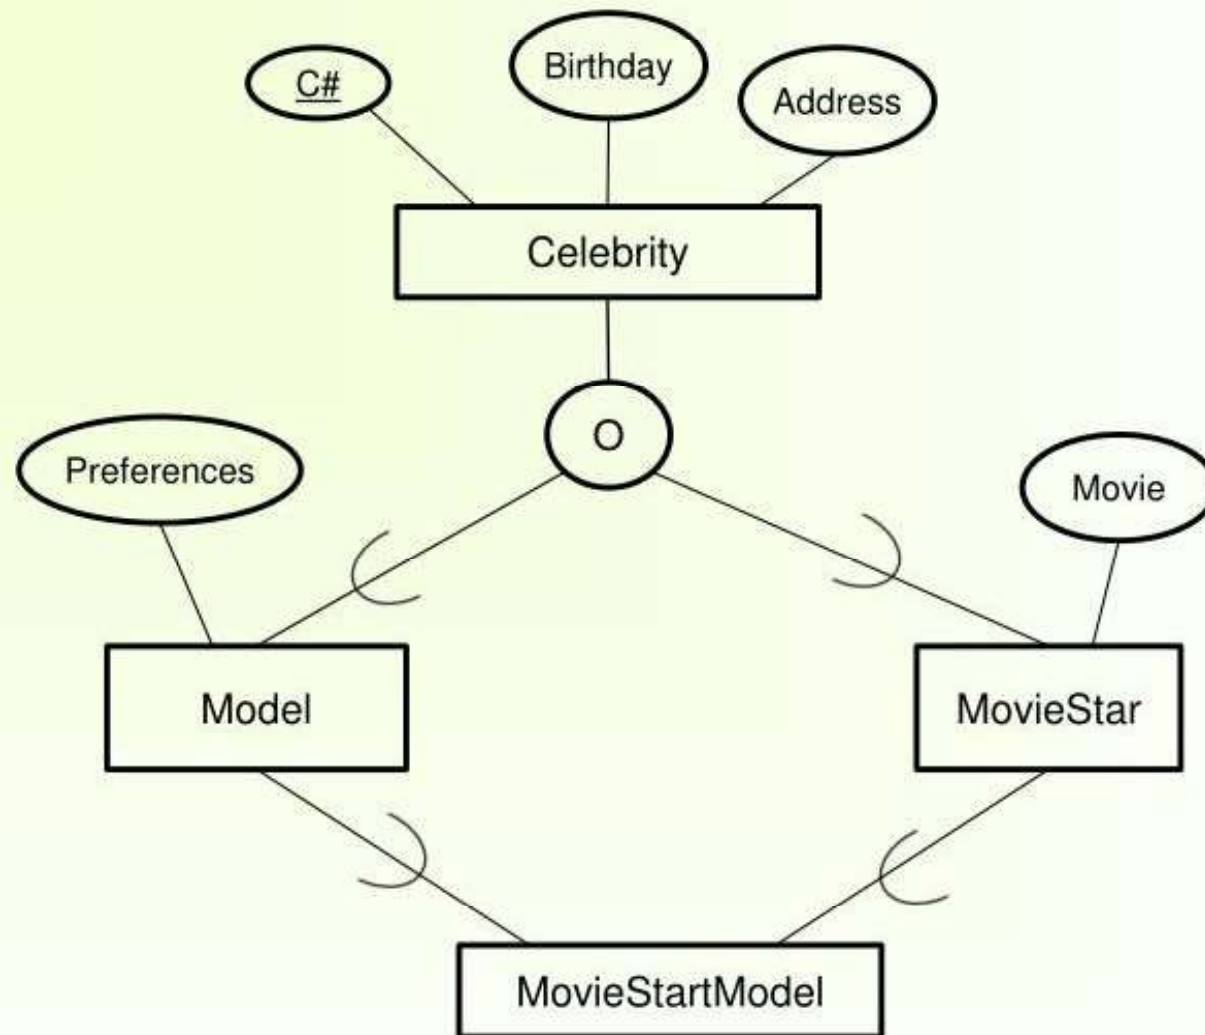 C#
Birthday
Address
Celebrity
O
Preferences
Movie
Model
MovieStar
MovieStartModel